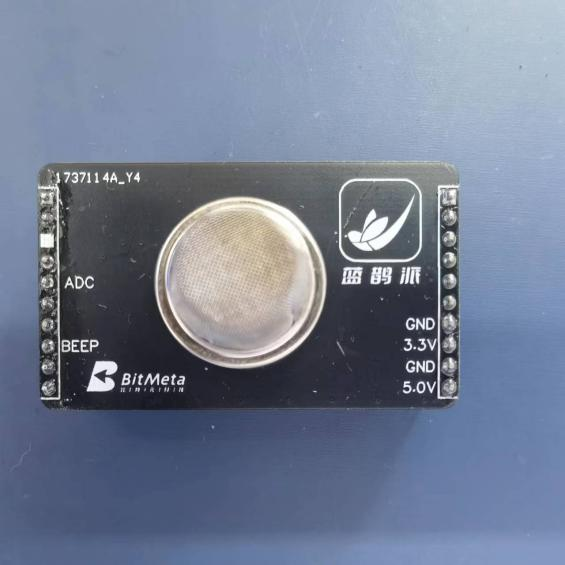 1737114A_Y4
ADC
BEEP
BitMeta
蓝鹊派
GND
3.3V
GND
5.0V